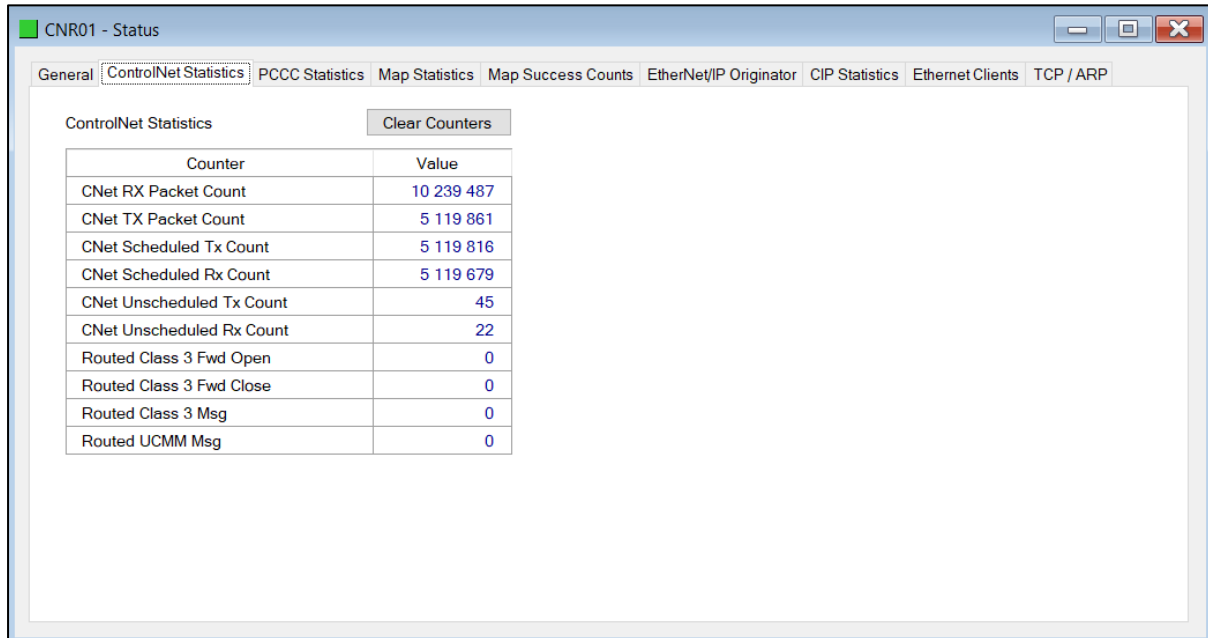 CNR01 - Status
General ControlNet Statistics PCCC Statistics Map Statistics Map Success Counts EtherNet/IP Originator CIP Statistics Ethernet Clients TCP / ARP
ControlNet Statistics Clear Counters
Counter Value
CNet RX Packet Count 10 239 487
CNet TX Packet Count 5 119 861
CNet Scheduled Tx Count 5 119 816
CNet Scheduled Rx Count 5 119 679
CNet Unscheduled Tx Count 45
CNet Unscheduled Rx Count 22
Routed Class 3 Fwd Open 0
Routed Class 3 Fwd Close 0
Routed Class 3 Msg 0
Routed UCMM Msg 0